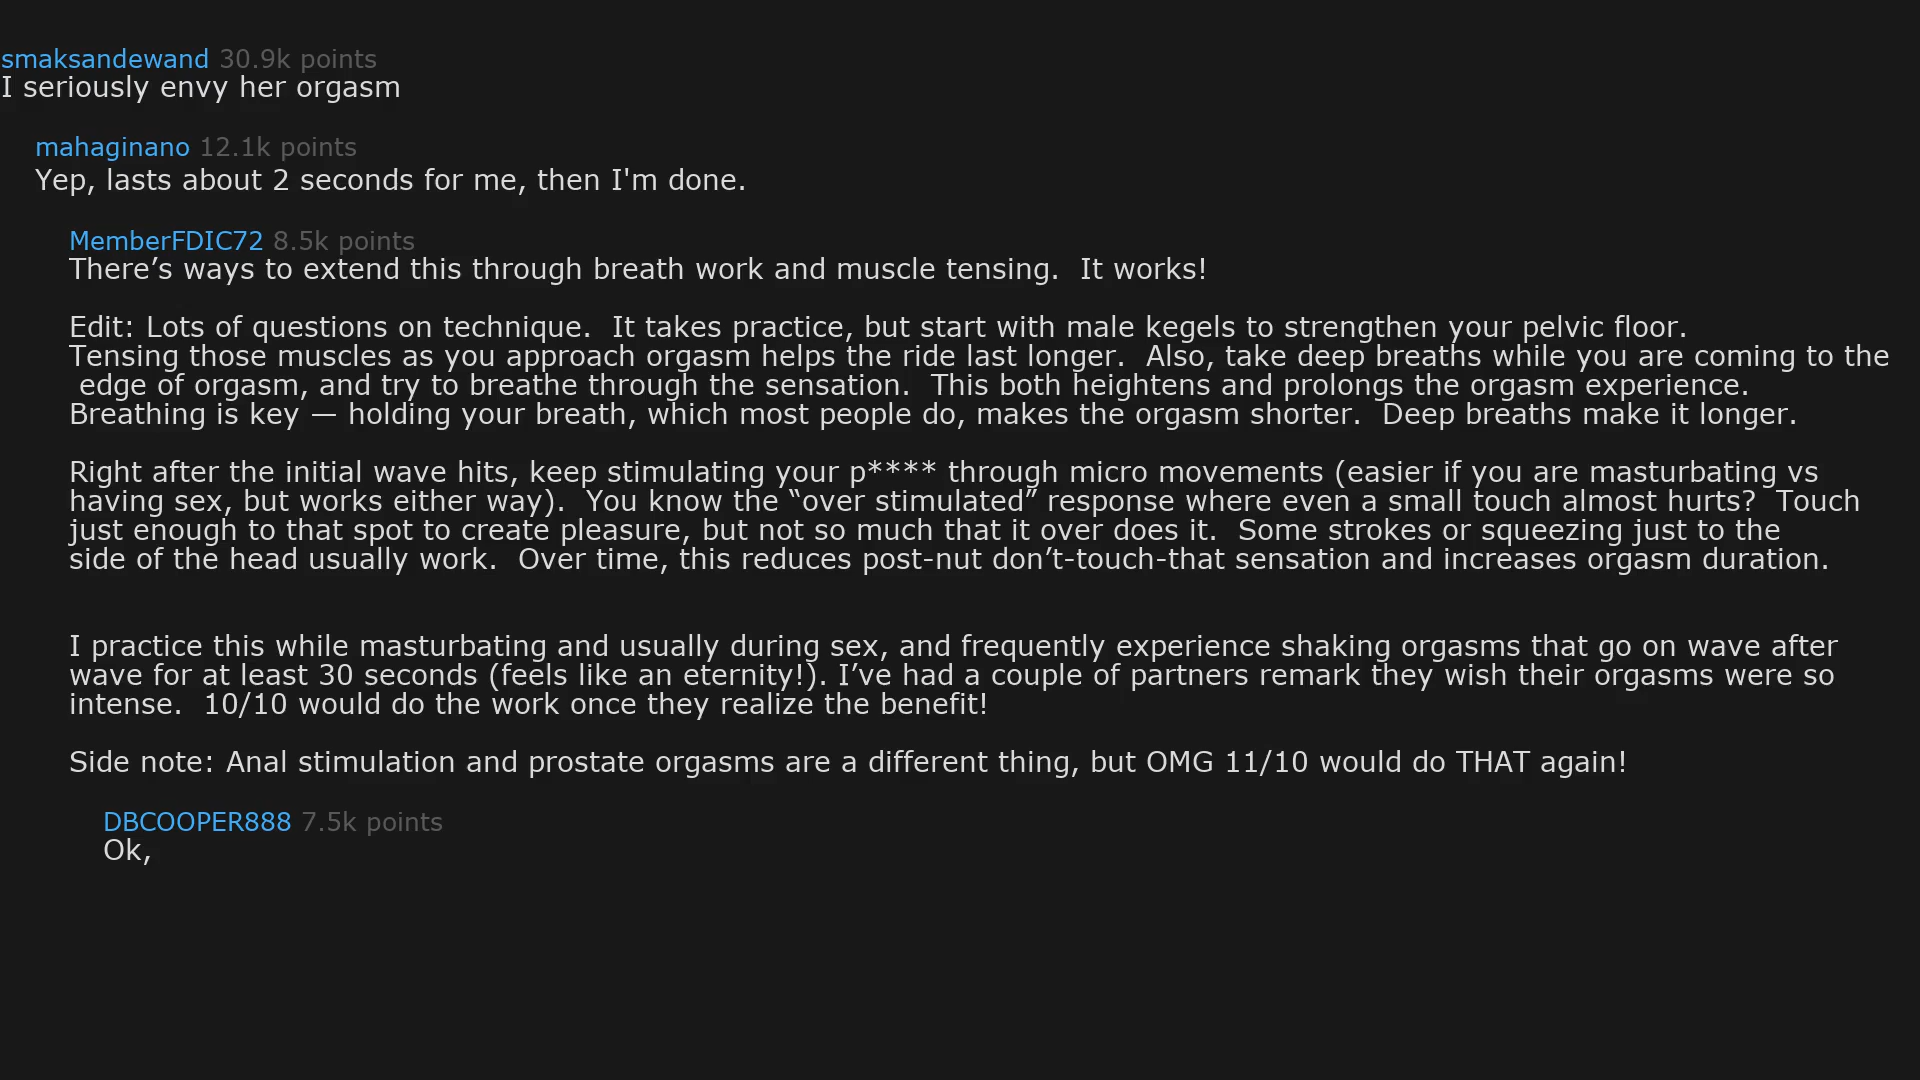 smaksandewand 30.9k points
I seriously envy her orgasm
mahaginano 12.1k points
Yep, lasts about 2 seconds for me, then I'm done.
MemberFDIC72 8.5k points
There’s ways to extend this through breath work and muscle tensing.  It works!
Edit: Lots of questions on technique.  It takes practice, but start with male kegels to strengthen your pelvic floor.
Tensing those muscles as you approach orgasm helps the ride last longer.  Also, take deep breaths while you are coming to the
edge of orgasm, and try to breathe through the sensation.  This both heightens and prolongs the orgasm experience.
Breathing is key — holding your breath, which most people do, makes the orgasm shorter.  Deep breaths make it longer.
Right after the initial wave hits, keep stimulating your p**** through micro movements (easier if you are masturbating vs
having sex, but works either way).  You know the “over stimulated” response where even a small touch almost hurts?  Touch
just enough to that spot to create pleasure, but not so much that it over does it.  Some strokes or squeezing just to the
side of the head usually work.  Over time, this reduces post-nut don’t-touch-that sensation and increases orgasm duration.
I practice this while masturbating and usually during sex, and frequently experience shaking orgasms that go on wave after
wave for at least 30 seconds (feels like an eternity!). I’ve had a couple of partners remark they wish their orgasms were so
intense.  10/10 would do the work once they realize the benefit!
Side note: Anal stimulation and prostate orgasms are a different thing, but OMG 11/10 would do THAT again!
DBCOOPER888 7.5k points
Ok,